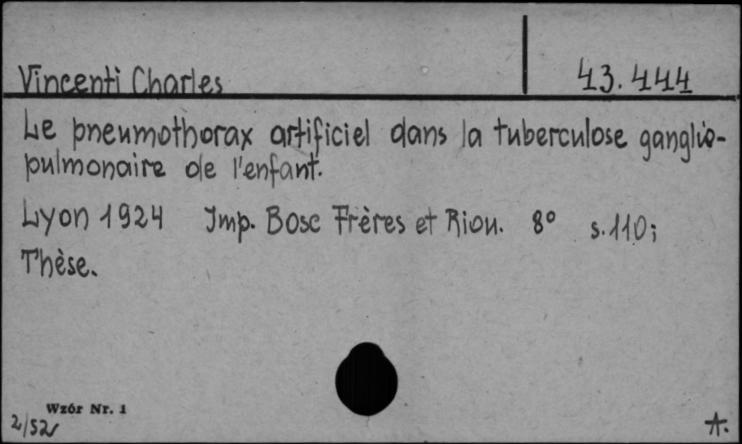 Vincenti Charles
43.444
Le pneumothorax artificiel dans la tuberculose ganglio-
pulmonaire de l'enfant.
Lyon 1924 Imp. Bosc Frères et Riou. 8° s.110;
Thèse.
Wzór Nr. 1
2/52
A.